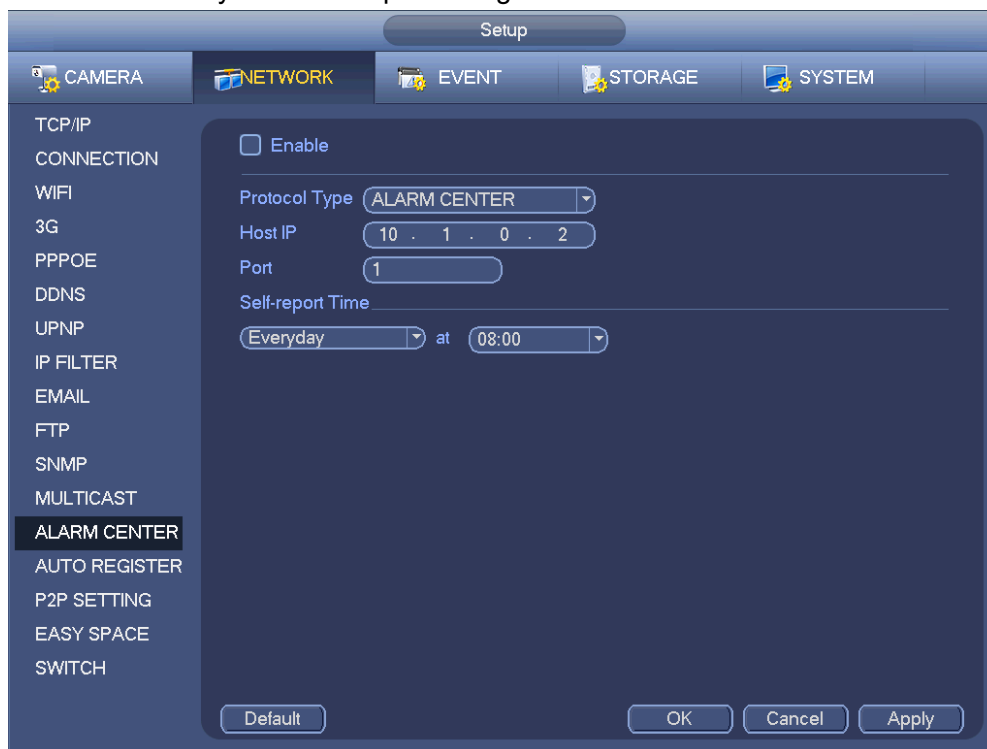 Setup
CAMERA
NETWORK
EVENT
STORAGE
SYSTEM
TCP/IP
CONNECTION
WIFI
3G
PPPOE
DDNS
UPNP
IP FILTER
EMAIL
FTP
SNMP
MULTICAST
ALARM CENTER
AUTO REGISTER
P2P SETTING
EASY SPACE
SWITCH
Enable
Protocol Type ALARM CENTER
Host IP 10 . 1 . 0 . 2
Port 1
Self-report Time
Everyday at 08:00
Default
OK
Cancel
Apply